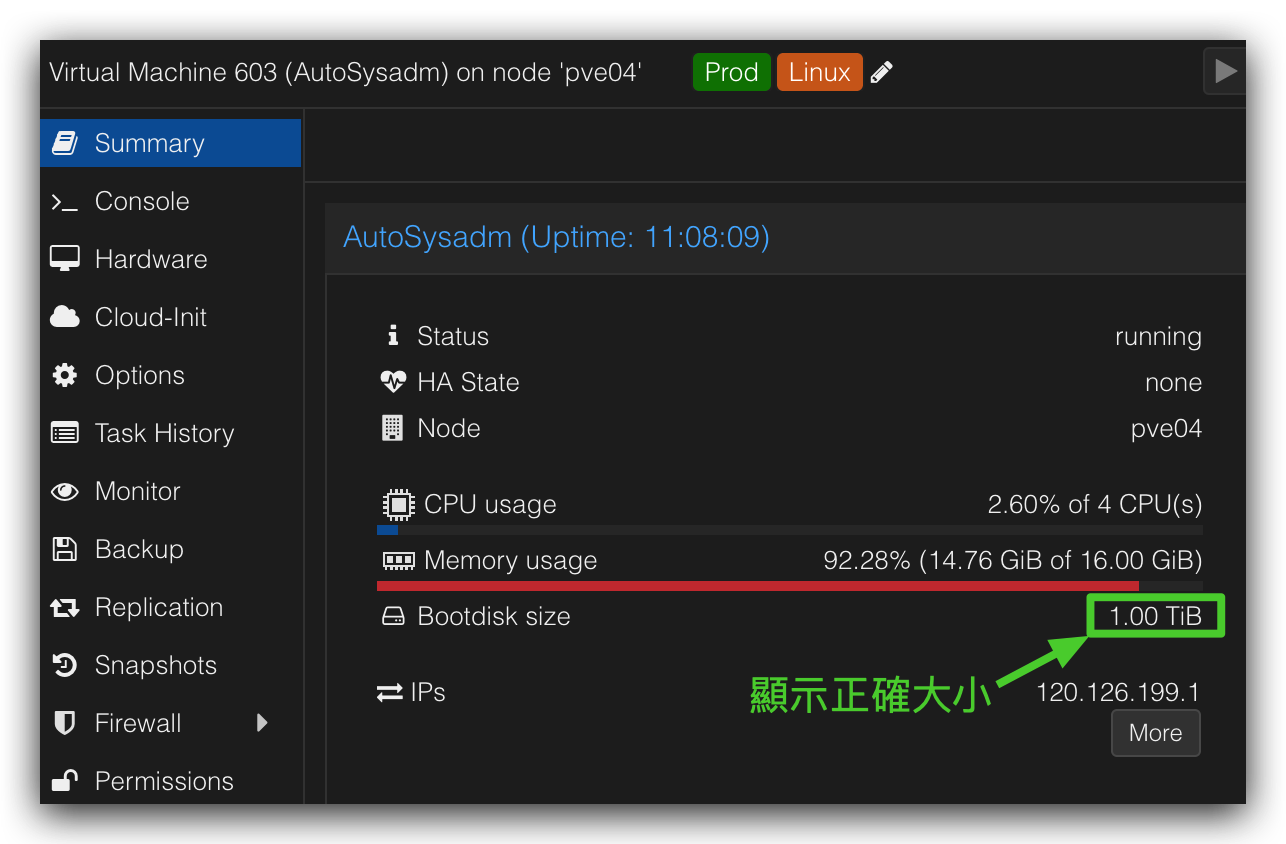 Virtual Machine 603 (AutoSysadm) on node 'pve04' Prod Linux
Summary
Console
Hardware
Cloud-Init
Options
Task History
Monitor
Backup
Replication
Snapshots
Firewall
Permissions
AutoSysadm (Uptime: 11:08:09)
Status running
HA State none
Node pve04
CPU usage 2.60% of 4 CPU(s)
Memory usage 92.28% (14.76 GiB of 16.00 GiB)
Bootdisk size 1.00 TiB
顯示正確大小
IPs 120.126.199.1
More